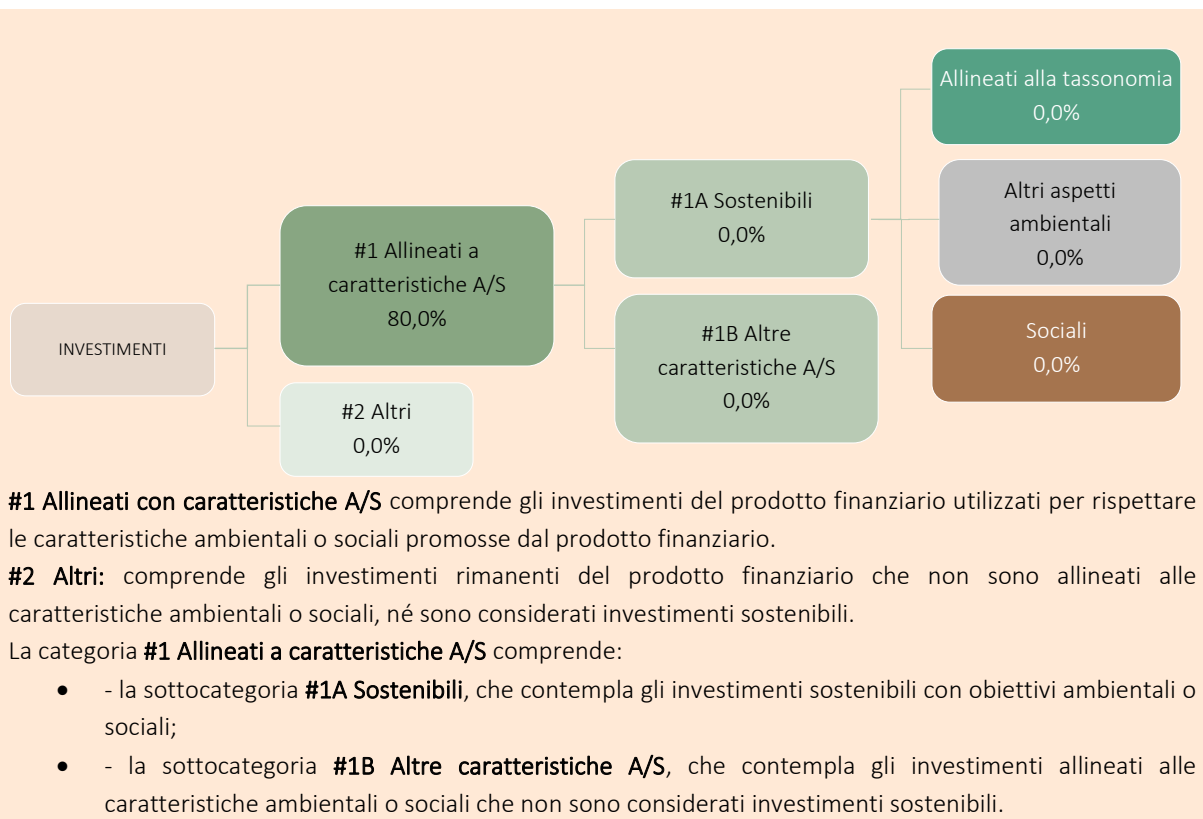 INVESTIMENTI
#1 Allineati a
caratteristiche A/S
80,0%
#2 Altri
0,0%
#1A Sostenibili
0,0%
#1B Altre
caratteristiche A/S
0,0%
Allineati alla tassonomia
0,0%
Altri aspetti
ambientali
0,0%
Sociali
0,0%
#1 Allineati con caratteristiche A/S comprende gli investimenti del prodotto finanziario utilizzati per rispettare
le caratteristiche ambientali o sociali promosse dal prodotto finanziario.
#2 Altri: comprende gli investimenti rimanenti del prodotto finanziario che non sono allineati alle
caratteristiche ambientali o sociali, né sono considerati investimenti sostenibili.
La categoria #1 Allineati a caratteristiche A/S comprende:
• - la sottocategoria #1A Sostenibili, che contempla gli investimenti sostenibili con obiettivi ambientali o
sociali;
• - la sottocategoria #1B Altre caratteristiche A/S, che contempla gli investimenti allineati alle
caratteristiche ambientali o sociali che non sono considerati investimenti sostenibili.